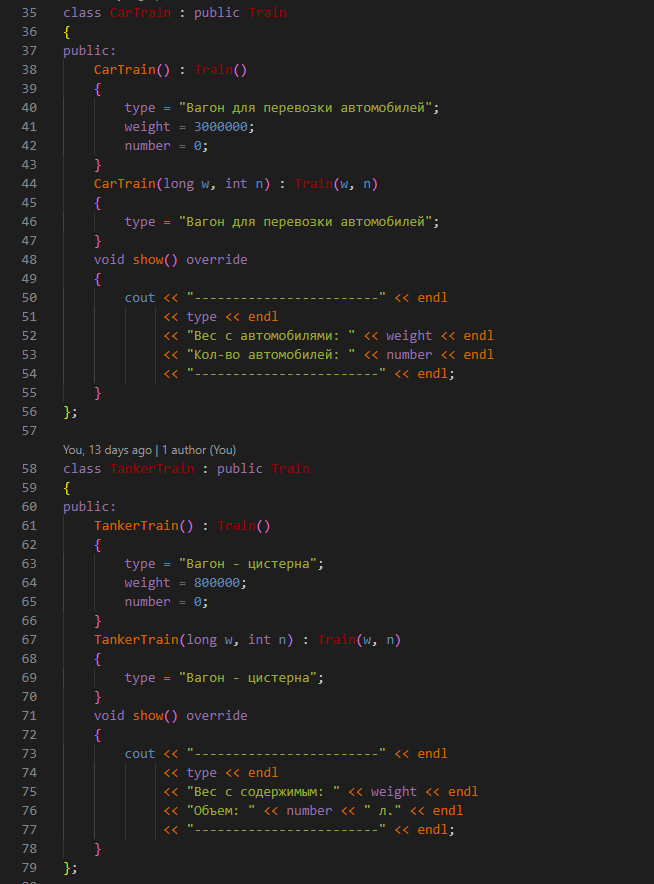 35 class CarTrain : public Train
36 {
37 public:
38     CarTrain() : Train()
39     {
40         type = "Вагон для перевозки автомобилей";
41         weight = 3000000;
42         number = 0;
43     }
44     CarTrain(long w, int n) : Train(w, n)
45     {
46         type = "Вагон для перевозки автомобилей";
47     }
48     void show() override
49     {
50         cout << "------------------------" << endl
51              << type << endl
52              << "Вес с автомобилями: " << weight << endl
53              << "Кол-во автомобилей: " << number << endl
54              << "------------------------" << endl;
55     }
56 };
57
You, 13 days ago | 1 author (You)
58 class TankerTrain : public Train
59 {
60 public:
61     TankerTrain() : Train()
62     {
63         type = "Вагон - цистерна";
64         weight = 800000;
65         number = 0;
66     }
67     TankerTrain(long w, int n) : Train(w, n)
68     {
69         type = "Вагон - цистерна";
70     }
71     void show() override
72     {
73         cout << "------------------------" << endl
74              << type << endl
75              << "Вес с содержимым: " << weight << endl
76              << "Объем: " << number << " л." << endl
77              << "------------------------" << endl;
78     }
79 };